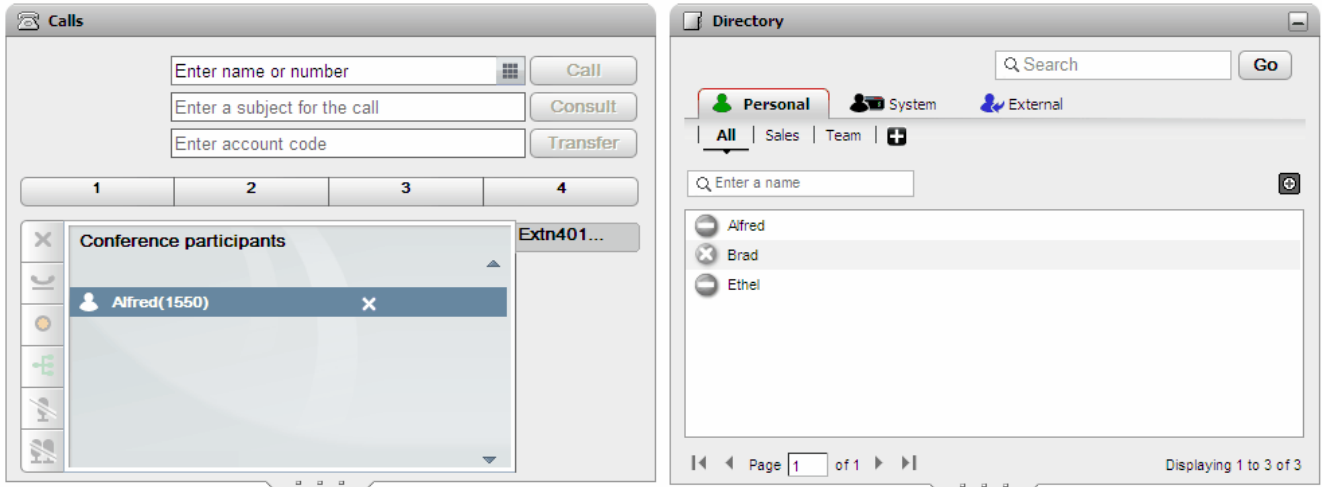 Calls
Enter name or number Call
Enter a subject for the call Consult
Enter account code Transfer
1 2 3 4
Conference participants Extn401...
Alfred(1550)
Directory
Search Go
Personal System External
All Sales Team
Enter a name
Alfred
Brad
Ethel
Page 1 of 1 Displaying 1 to 3 of 3